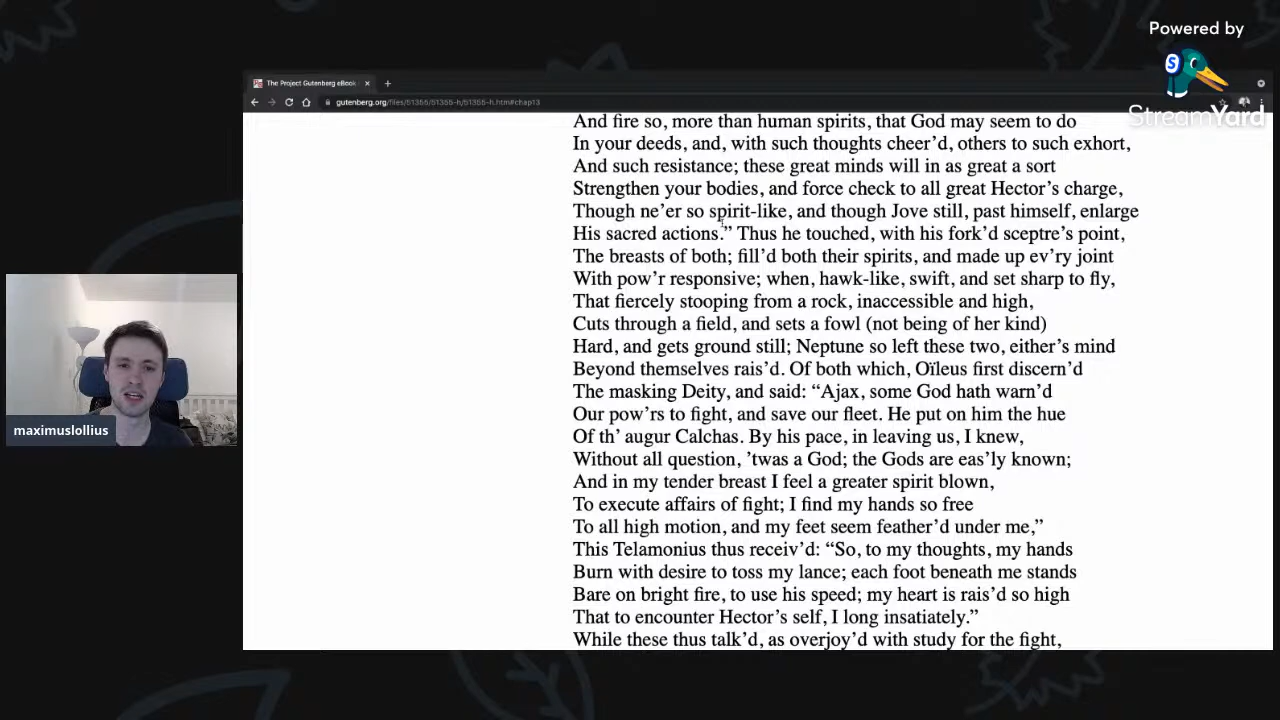 Powered by
StreamYard
The Project Gutenberg eBook
gutenberg.org/files/51355/51355-h/51355-h.htm#chap13
And fire so, more than human spirits, that God may seem to do
In your deeds, and, with such thoughts cheer’d, others to such exhort,
And such resistance; these great minds will in as great a sort
Strengthen your bodies, and force check to all great Hector’s charge,
Though ne’er so spirit-like, and though Jove still, past himself, enlarge
His sacred actions.” Thus he touched, with his fork’d sceptre’s point,
The breasts of both; fill’d both their spirits, and made up ev’ry joint
With pow’r responsive; when, hawk-like, swift, and set sharp to fly,
That fiercely stooping from a rock, inaccessible and high,
Cuts through a field, and sets a fowl (not being of her kind)
Hard, and gets ground still; Neptune so left these two, either’s mind
Beyond themselves rais’d. Of both which, Oïleus first discern’d
The masking Deity, and said: “Ajax, some God hath warn’d
Our pow’rs to fight, and save our fleet. He put on him the hue
Of th’ augur Calchas. By his pace, in leaving us, I knew,
Without all question, ’twas a God; the Gods are eas’ly known;
And in my tender breast I feel a greater spirit blown,
To execute affairs of fight; I find my hands so free
To all high motion, and my feet seem feather’d under me,”
This Telamonius thus receiv’d: “So, to my thoughts, my hands
Burn with desire to toss my lance; each foot beneath me stands
Bare on bright fire, to use his speed; my heart is rais’d so high
That to encounter Hector’s self, I long insatiately.”
While these thus talk’d, as overjoy’d with study for the fight,
maximuslollius